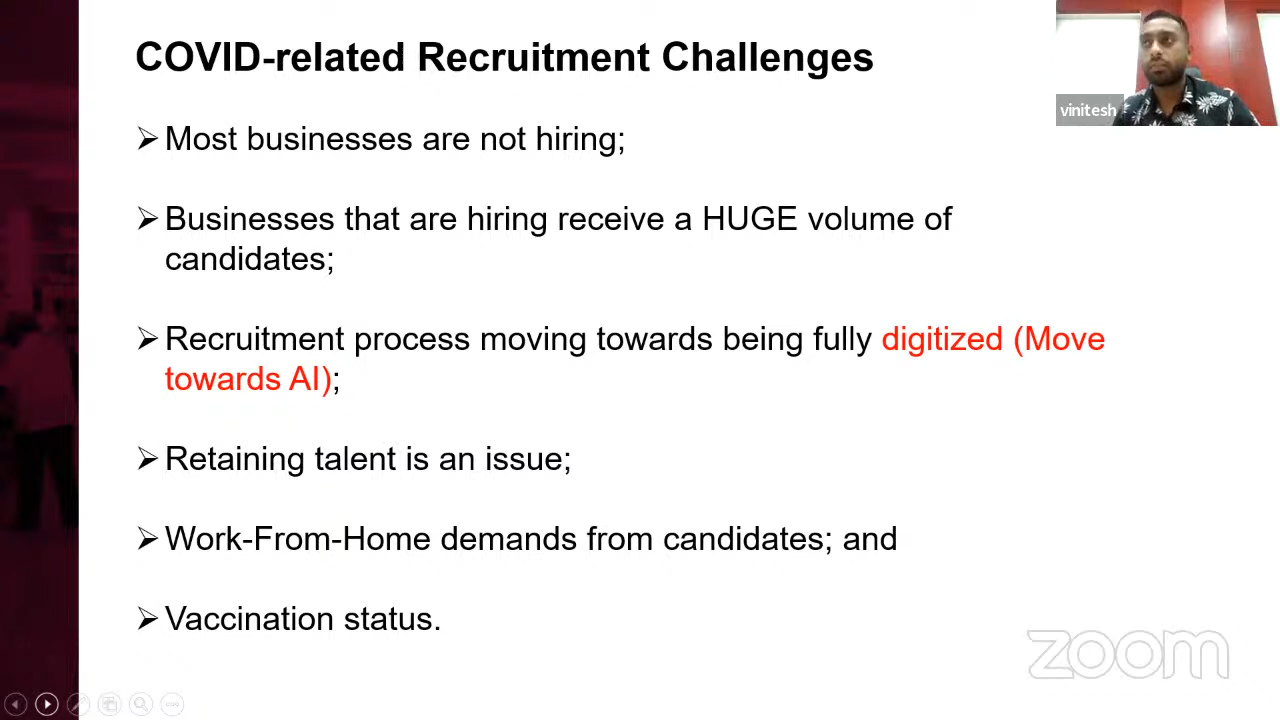 COVID-related Recruitment Challenges
vinitesh
Most businesses are not hiring;
Businesses that are hiring receive a HUGE volume of
candidates;
Recruitment process moving towards being fully digitized (Move
towards AI);
Retaining talent is an issue;
Work-From-Home demands from candidates; and
Vaccination status.
zoom